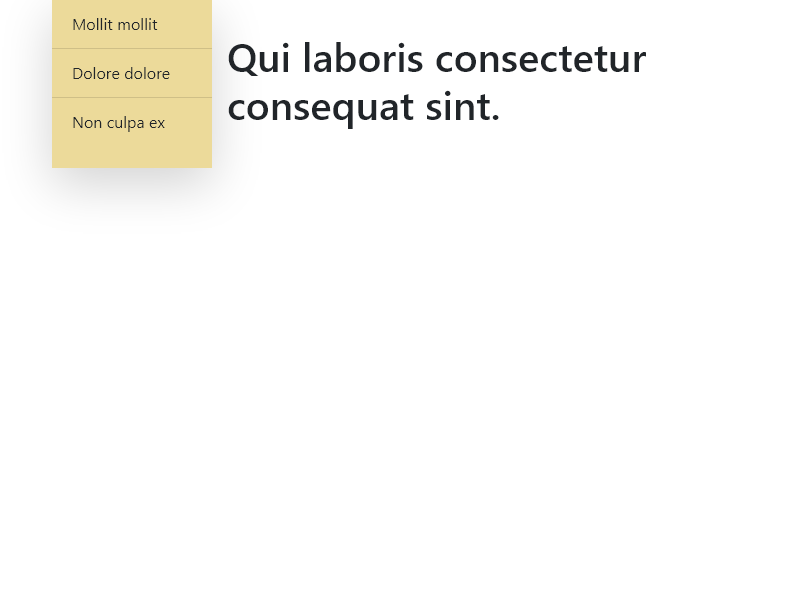 Mollit mollit
Dolore dolore
Non culpa ex
Qui laboris consectetur
consequat sint.